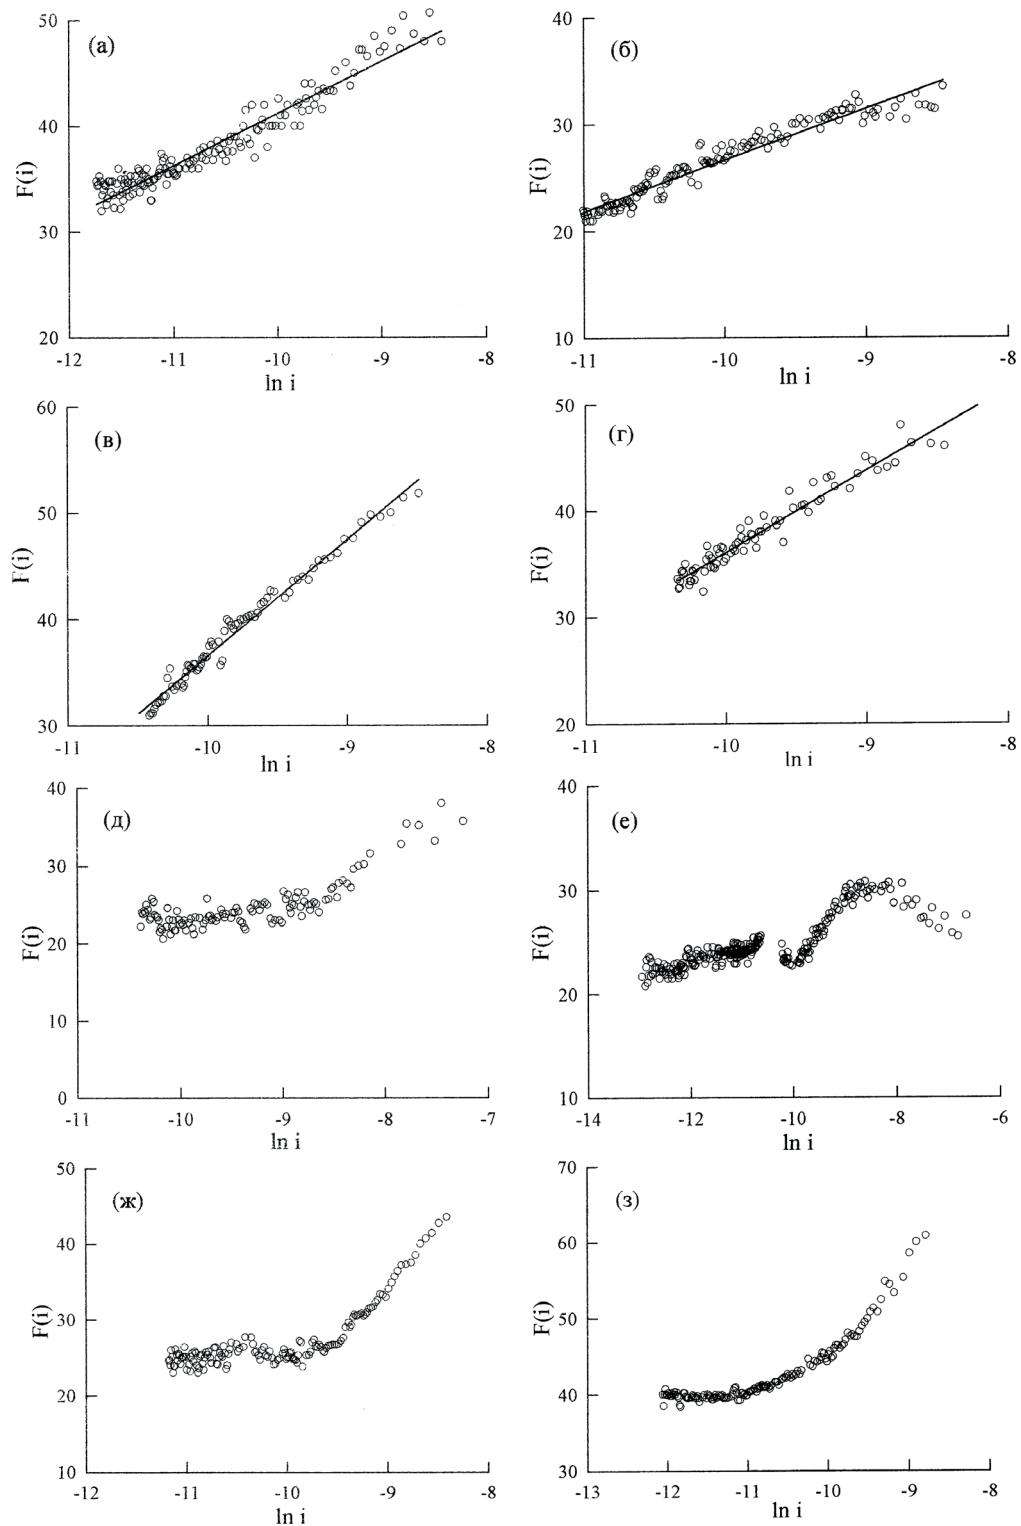 (а)
F(i)
50
40
30
20
-12 -11 -10 -9 -8
ln i
(б)
F(i)
40
30
20
10
-11 -10 -9 -8
ln i
(в)
F(i)
60
50
40
30
-11 -10 -9 -8
ln i
(г)
F(i)
50
40
30
20
-11 -10 -9 -8
ln i
(д)
F(i)
40
30
20
10
0
-11 -10 -9 -8 -7
ln i
(е)
F(i)
40
30
20
10
-14 -12 -10 -8 -6
ln i
(ж)
F(i)
50
40
30
20
10
-12 -11 -10 -9 -8
ln i
(з)
F(i)
70
60
50
40
30
-13 -12 -11 -10 -9 -8
ln i